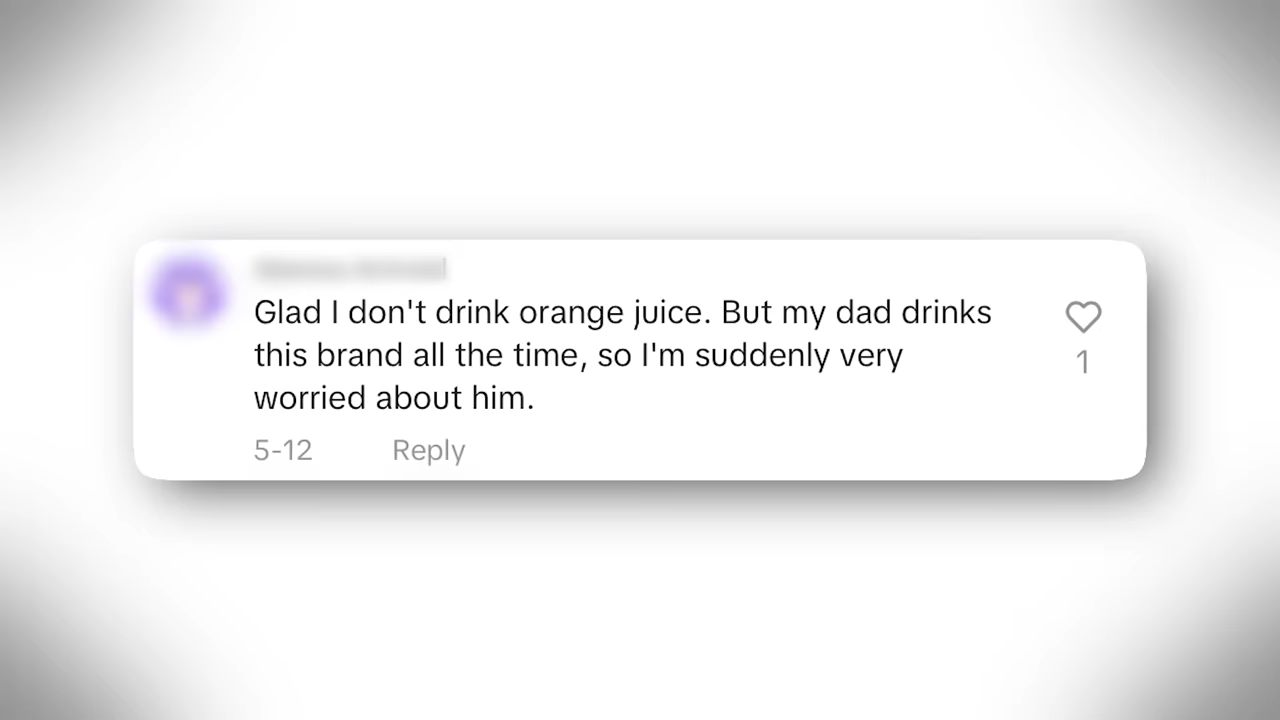 Glad I don't drink orange juice. But my dad drinks
this brand all the time, so I'm suddenly very
worried about him.
1
5-12 Reply